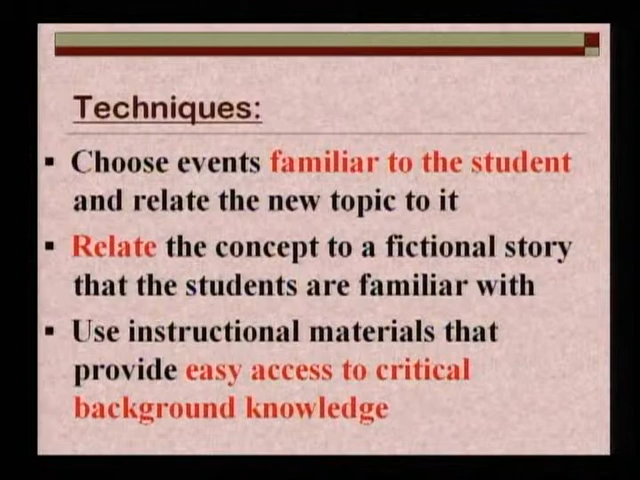 Techniques:
▪ Choose events familiar to the student
and relate the new topic to it
▪ Relate the concept to a fictional story
that the students are familiar with
▪ Use instructional materials that
provide easy access to critical
background knowledge